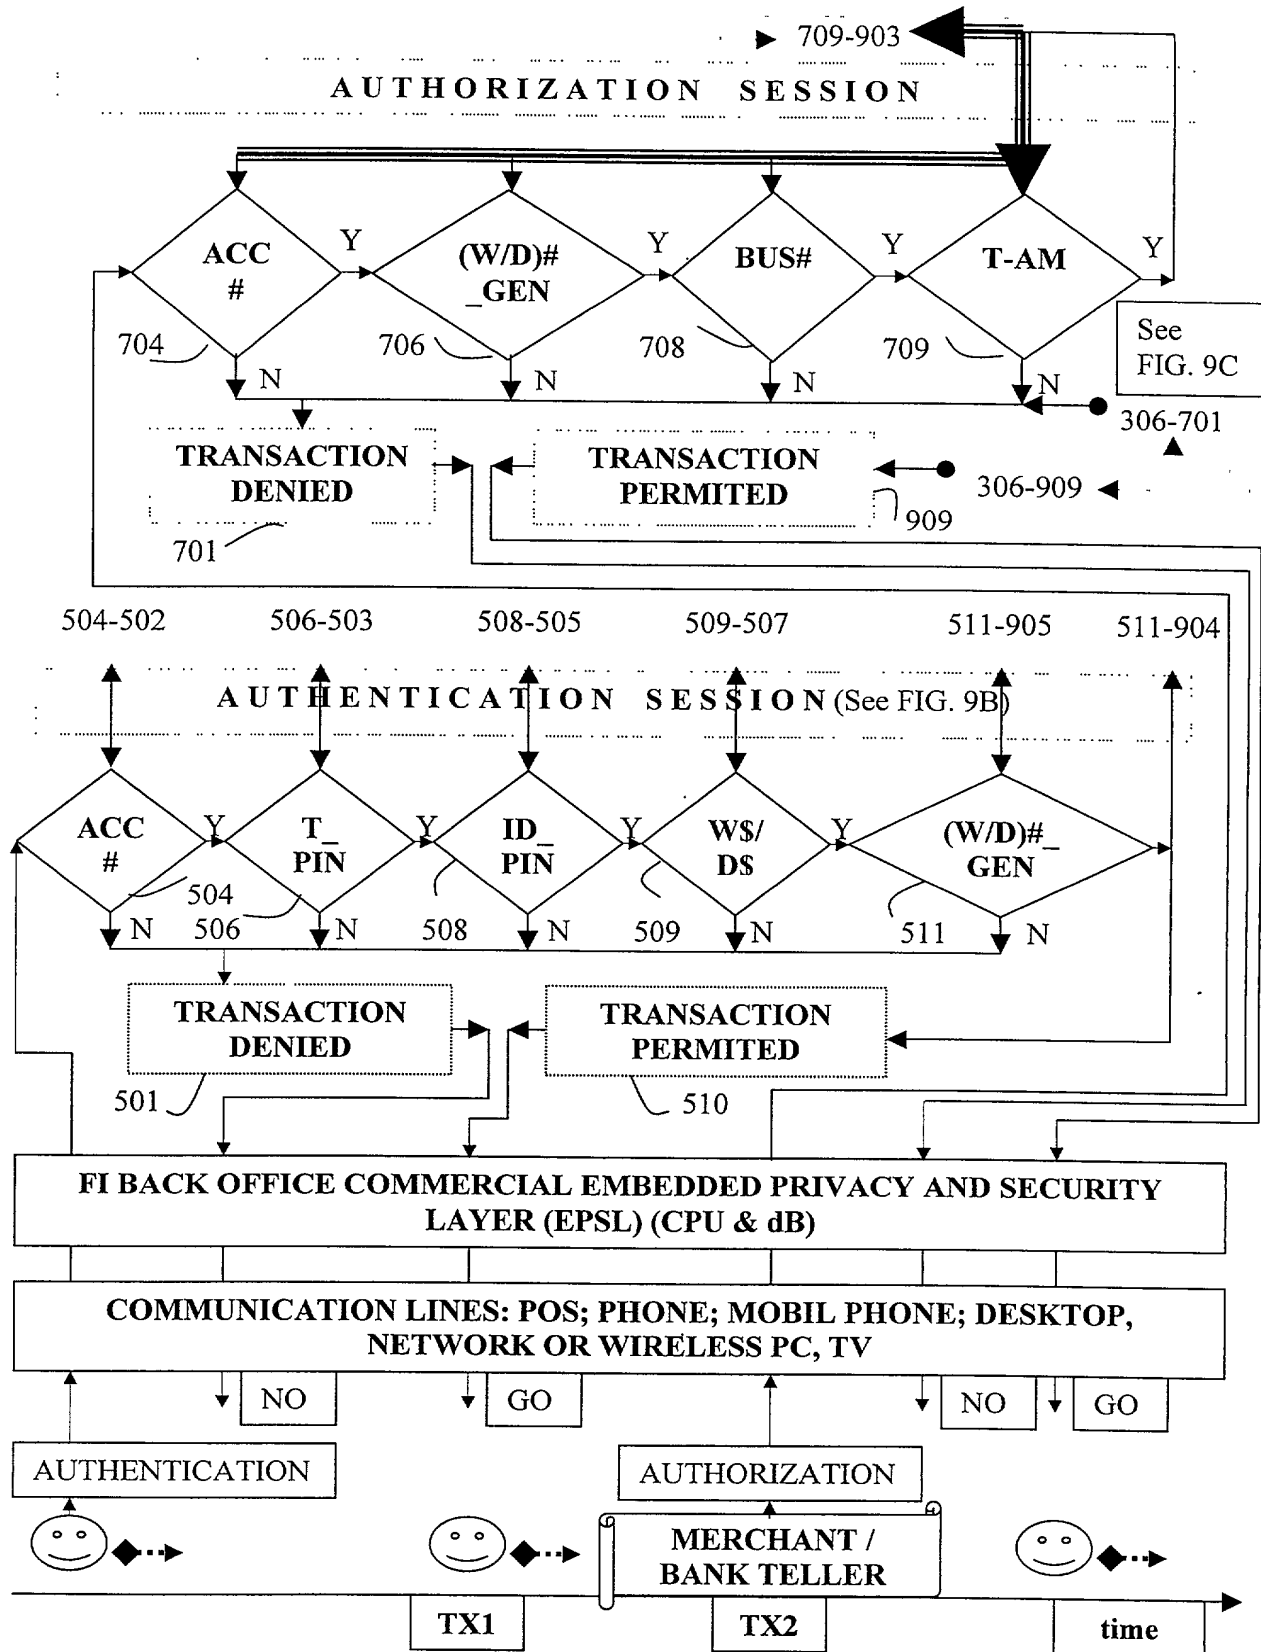 709-903
AUTHORIZATION SESSION
ACC
#
Y
(W/D)#
_GEN
Y
BUS#
Y
T-AM
Y
704
706
708
709
See
FIG. 9C
N
N
N
N
306-701
TRANSACTION
DENIED
TRANSACTION
PERMITED
306-909
701
909
504-502
506-503
508-505
509-507
511-905
511-904
AUTHENTICATION SESSION (See FIG. 9B)
ACC
#
Y
T_
PIN
Y
ID_
PIN
Y
W$/
D$
Y
(W/D)#_
GEN
504
506
508
509
511
N
N
N
N
N
TRANSACTION
DENIED
TRANSACTION
PERMITED
501
510
FI BACK OFFICE COMMERCIAL EMBEDDED PRIVACY AND SECURITY
LAYER (EPSL) (CPU & dB)
COMMUNICATION LINES: POS; PHONE; MOBIL PHONE; DESKTOP,
NETWORK OR WIRELESS PC, TV
NO
GO
NO
GO
AUTHENTICATION
AUTHORIZATION
MERCHANT /
BANK TELLER
TX1
TX2
time